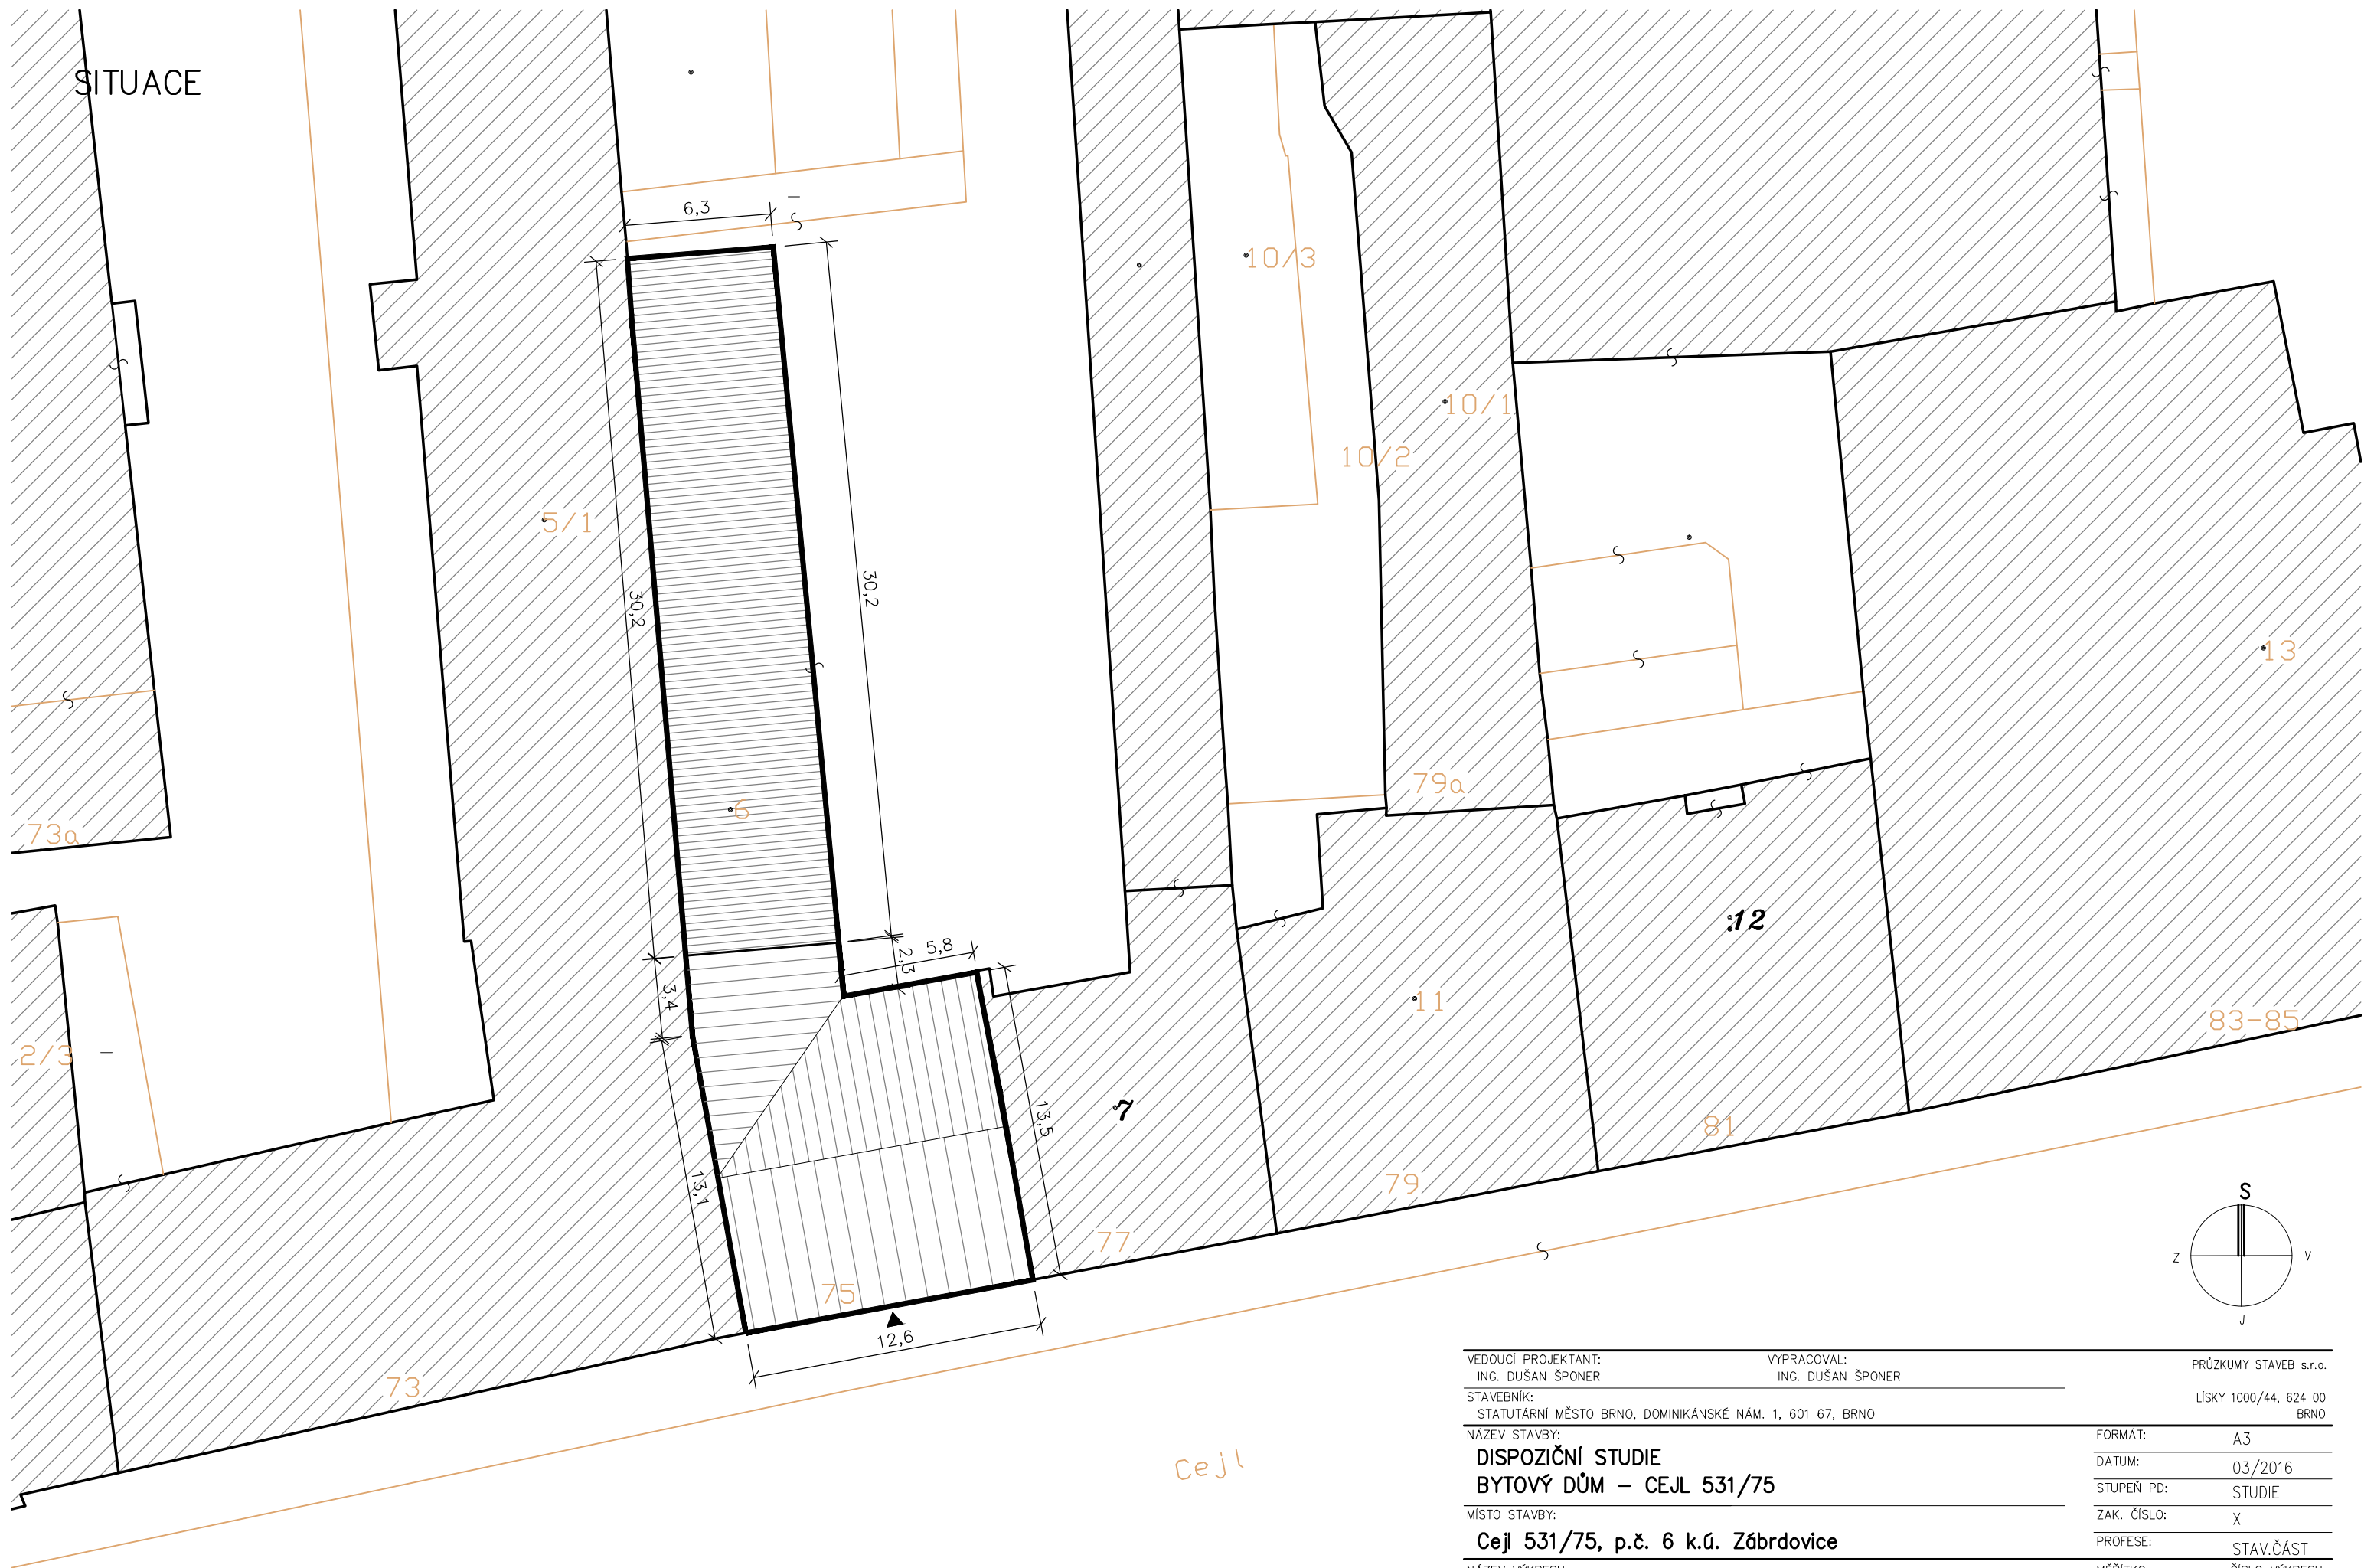 SITUACE
6,3
10/3
30,2
10/1
10/2
5/1
30,2
13
6
79a
73a
12
5,8
2,3
3,4
11
83-85
2/3
7
81
13,5
13,1
79
77
S
Z
V
J
75
12,6
73
Cejl
VEDOUCÍ PROJEKTANT:
ING. DUŠAN ŠPONER
VYPRACOVAL:
ING. DUŠAN ŠPONER
PRŮZKUMY STAVEB s.r.o.
LÍSKY 1000/44, 624 00
BRNO
STAVEBNÍK:
STATUTÁRNÍ MĚSTO BRNO, DOMINIKÁNSKÉ NÁM. 1, 601 67, BRNO
NÁZEV STAVBY:
DISPOZIČNÍ STUDIE
BYTOVÝ DŮM – CEJL 531/75
FORMÁT: A3
DATUM: 03/2016
STUPEŇ PD: STUDIE
MÍSTO STAVBY:
Cejl 531/75, p.č. 6 k.ú. Zábrdovice
ZAK. ČÍSLO: X
PROFESE: STAV.ČÁST